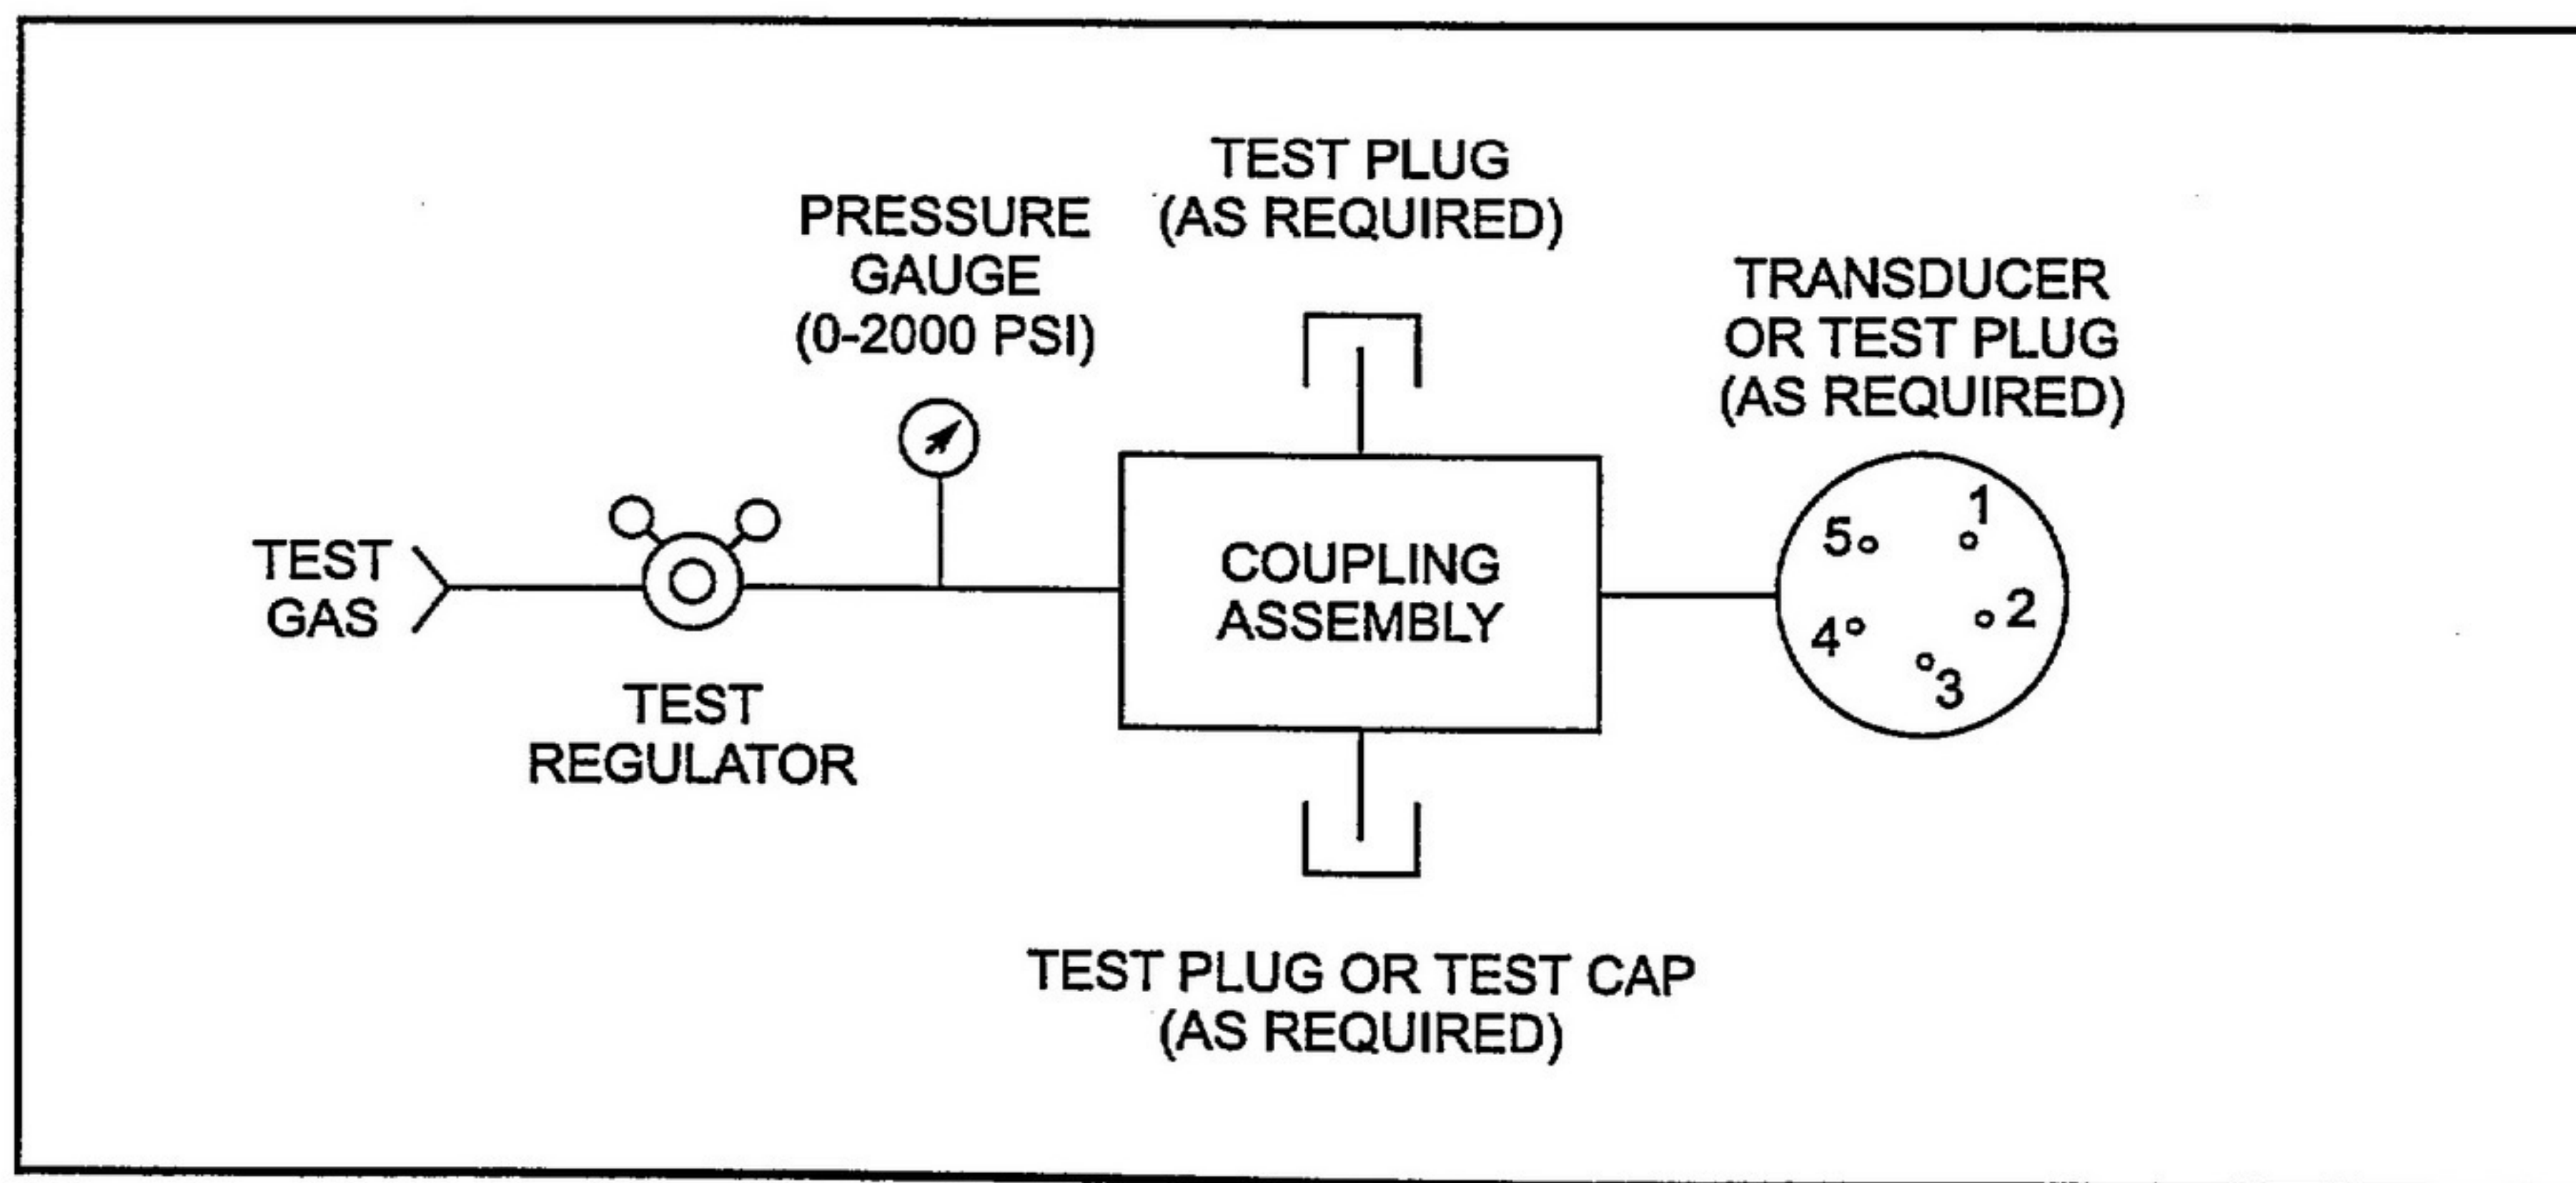 TEST PLUG
(AS REQUIRED)
PRESSURE
GAUGE
(0-2000 PSI)
TRANSDUCER
OR TEST PLUG
(AS REQUIRED)
TEST
GAS
TEST
REGULATOR
COUPLING
ASSEMBLY
1
5
2
4
3
TEST PLUG OR TEST CAP
(AS REQUIRED)